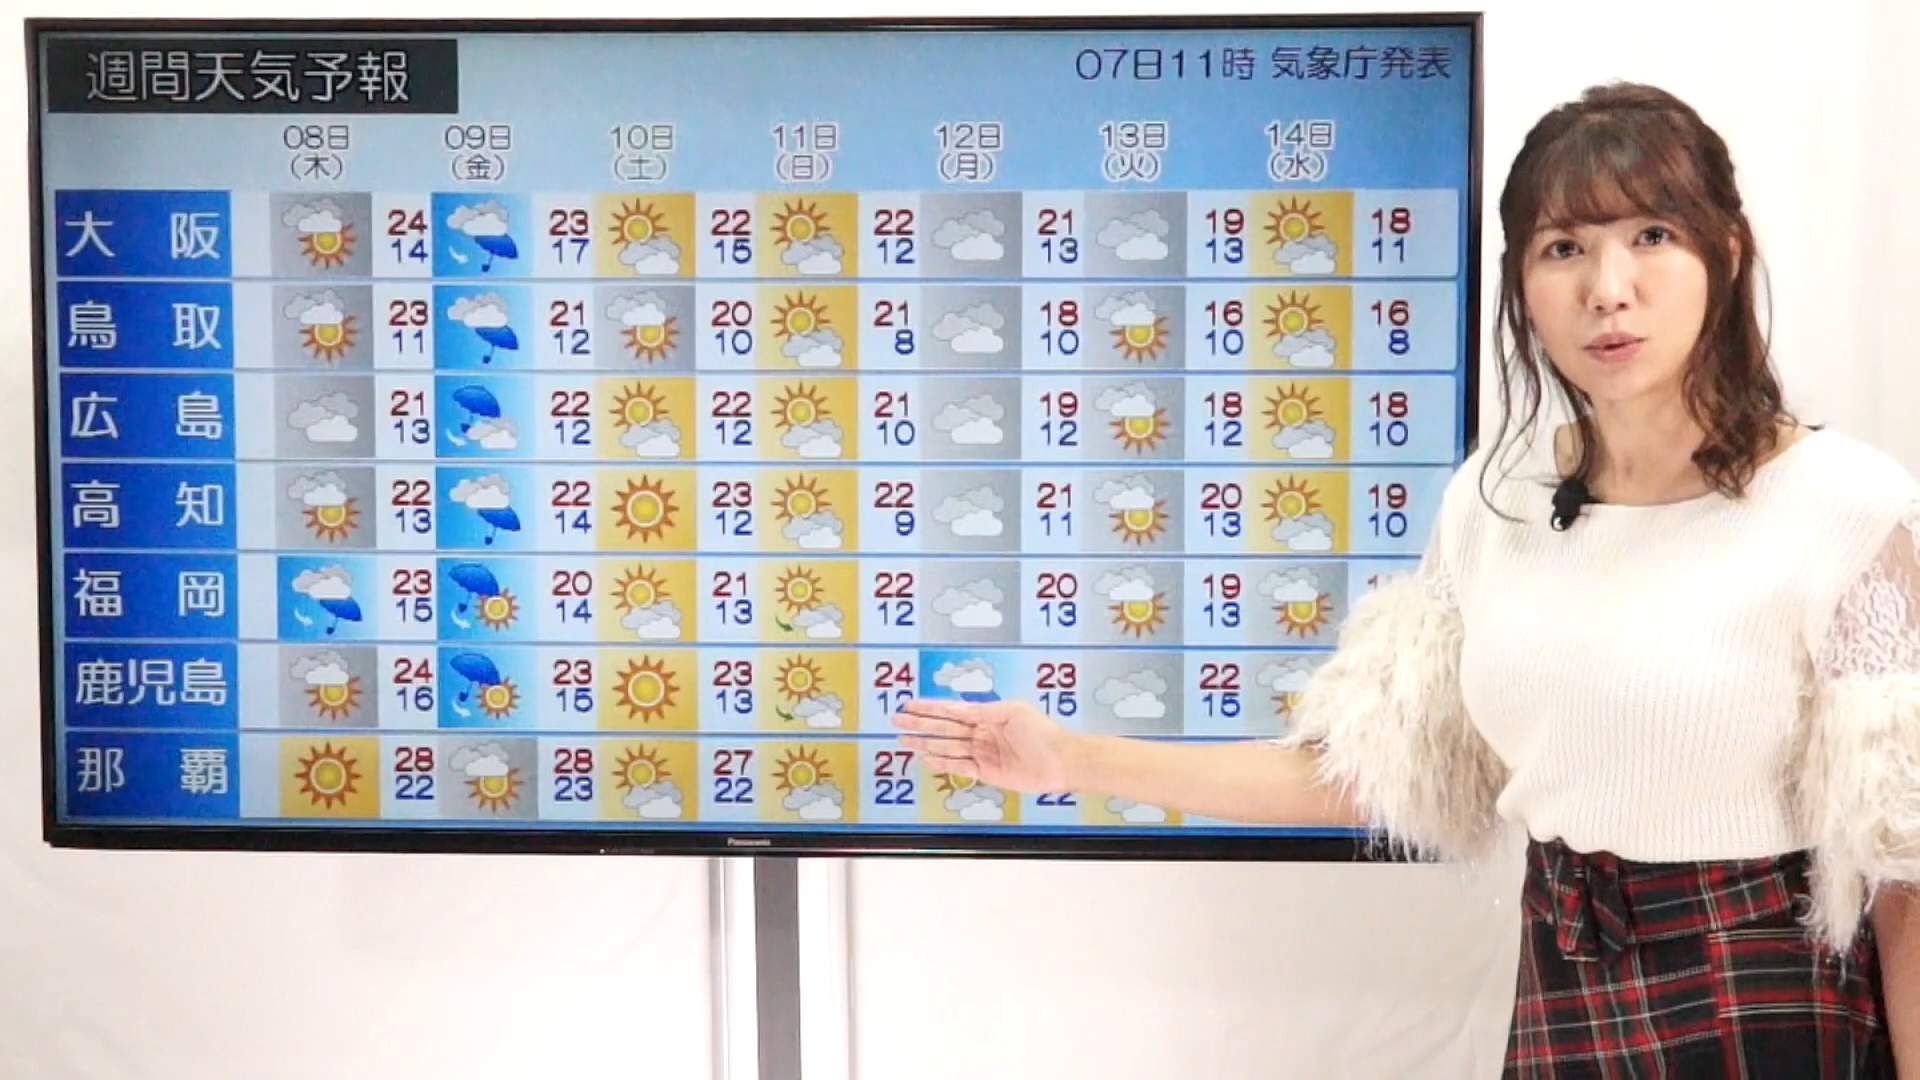 週間天気予報
07日11時 気象庁発表
08日 09日 10日 11日 12日 13日 14日
(木) (金) (土) (日) (月) (火) (水)
大阪 24 23 22 22 21 19 18
14 17 15 12 13 13 11
鳥取 23 21 20 21 18 16 16
11 12 10 8 10 10 8
広島 21 22 22 21 19 18 18
13 12 12 10 12 12 10
高知 22 22 23 22 21 20 19
13 14 12 9 11 13 10
福岡 23 20 21 22 20 19
15 14 13 12 13 13
鹿児島 24 23 23 24 23 22
16 15 13 12 15 15
那覇 28 28 27 27
22 23 22 22 22
Panasonic